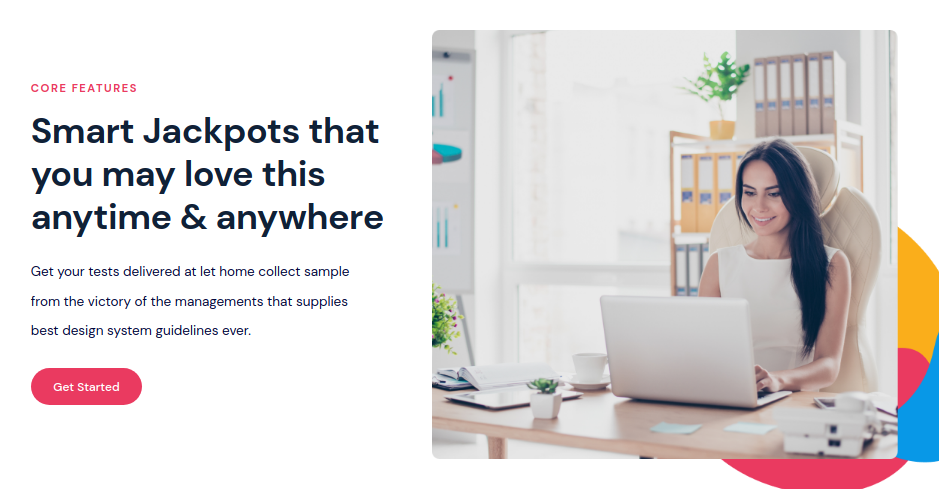 CORE FEATURES
Smart Jackpots that
you may love this
anytime & anywhere
Get your tests delivered at let home collect sample
from the victory of the managements that supplies
best design system guidelines ever.
Get Started